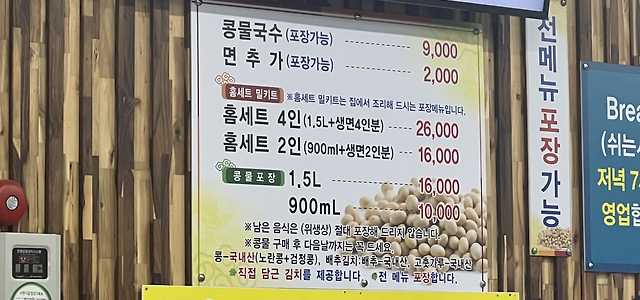 콩물국수 (포장가능) 9,000
면 추 가 (포장가능) 2,000
홈세트 밀키트 ※홈세트 밀키트는 집에서 조리해 드시는 포장메뉴입니다.
홈세트 4인(1,5L+생면4인분) 26,000
홈세트 2인(900ml+생면2인분) 16,000
콩물포장 1,5L 16,000
900mL 10,000
※남은 음식은 (위생상) 절대 포장해 드리지 않습니다.
※콩물 구매 후 다음날까지는 꼭 드세요.
콩-국내산(노란콩+검정콩), 배추김치:배추-국내산, 고춧가루-국내산
직접 담근 김치를 제공합니다. 전 메뉴 포장합니다.
전메뉴 포장 가능
Brea
(쉬는시
저녁 7
영업합